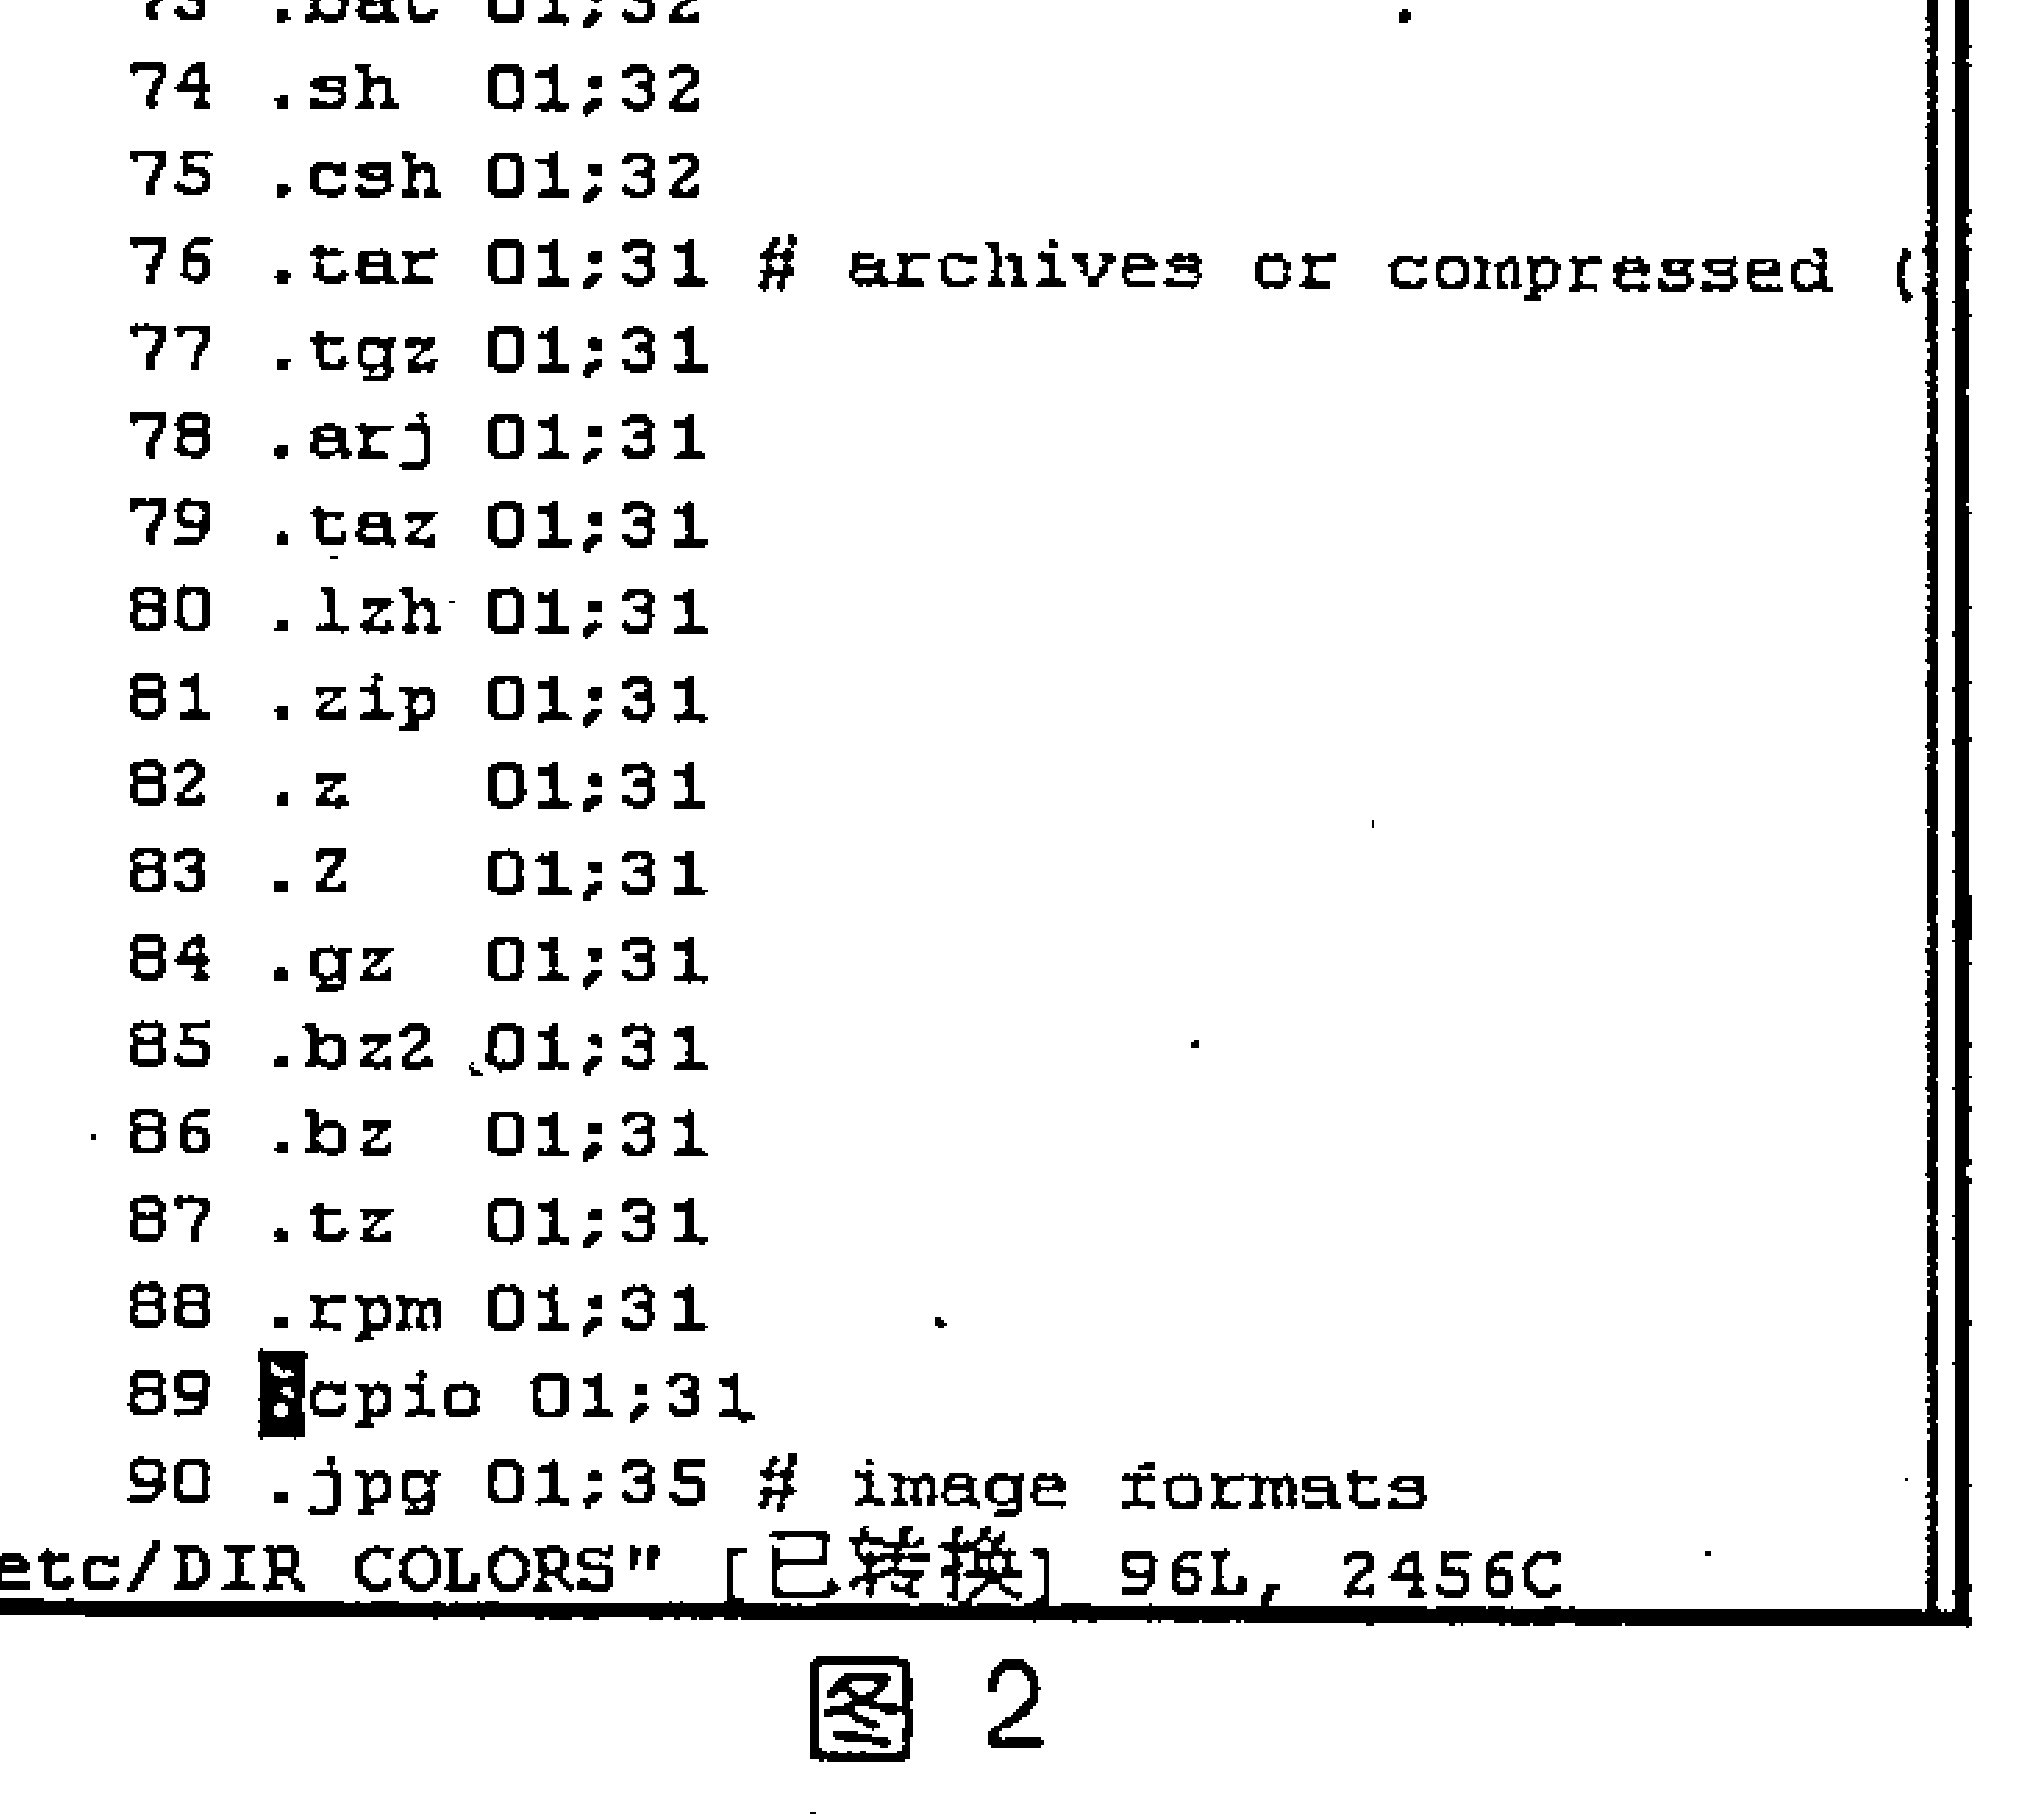 73 .bat 01;32
74 .sh  01;32
75 .csh 01;32
76 .tar 01;31 # archives or compressed (
77 .tgz 01;31
78 .arj 01;31
79 .taz 01;31
80 .lzh 01;31
81 .zip 01;31
82 .z   01;31
83 .Z   01;31
84 .gz  01;31
85 .bz2 01;31
86 .bz  01;31
87 .tz  01;31
88 .rpm 01;31
89 .cpio 01;31
90 .jpg 01;35 # image formats
etc/DIR COLORS" [已转换] 96L, 2456C
图 2